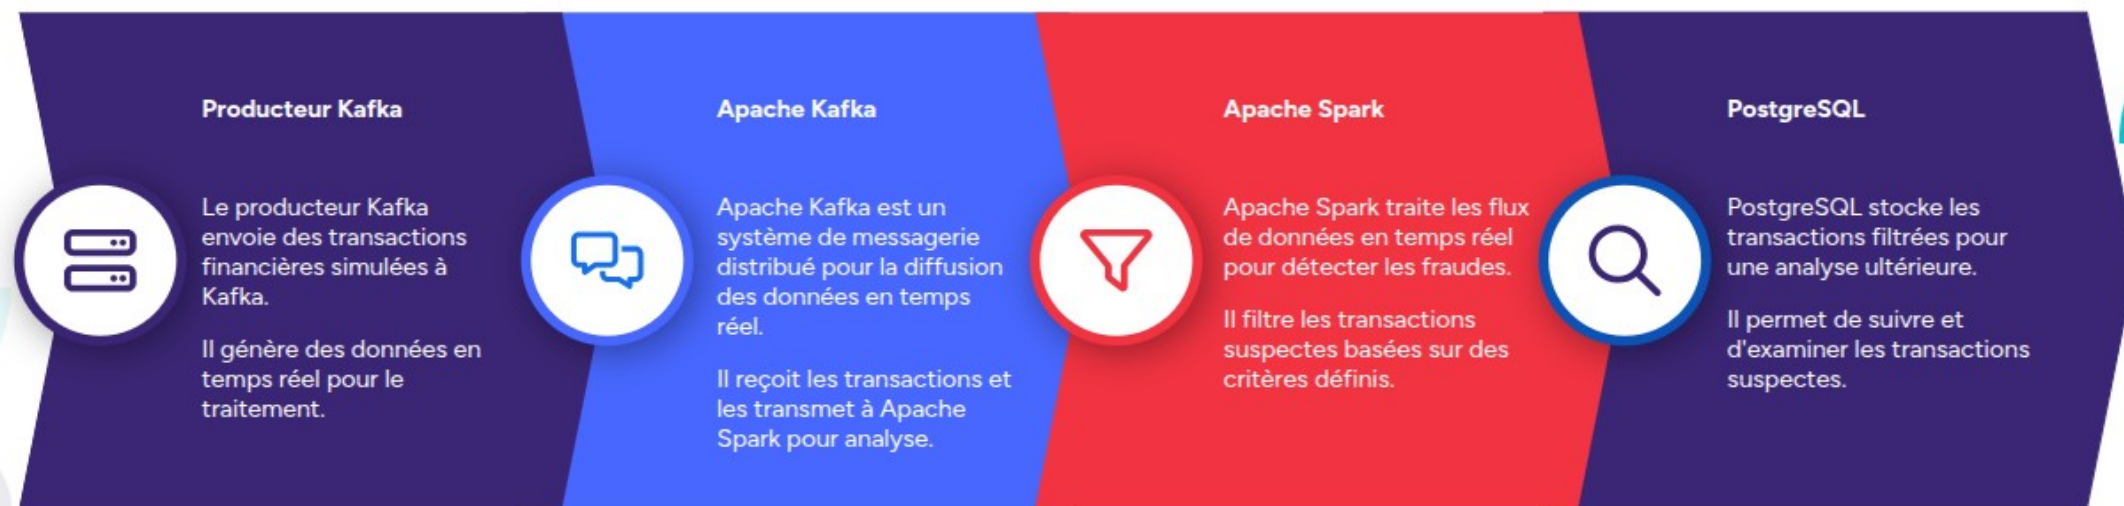 Producteur Kafka
Le producteur Kafka
envoie des transactions
financières simulées à
Kafka.
Il génère des données en
temps réel pour le
traitement.
Apache Kafka
Apache Kafka est un
système de messagerie
distribué pour la diffusion
des données en temps
réel.
Il reçoit les transactions et
les transmet à Apache
Spark pour analyse.
Apache Spark
Apache Spark traite les flux
de données en temps réel
pour détecter les fraudes.
Il filtre les transactions
suspectes basées sur des
critères définis.
PostgreSQL
PostgreSQL stocke les
transactions filtrées pour
une analyse ultérieure.
Il permet de suivre et
d'examiner les transactions
suspectes.